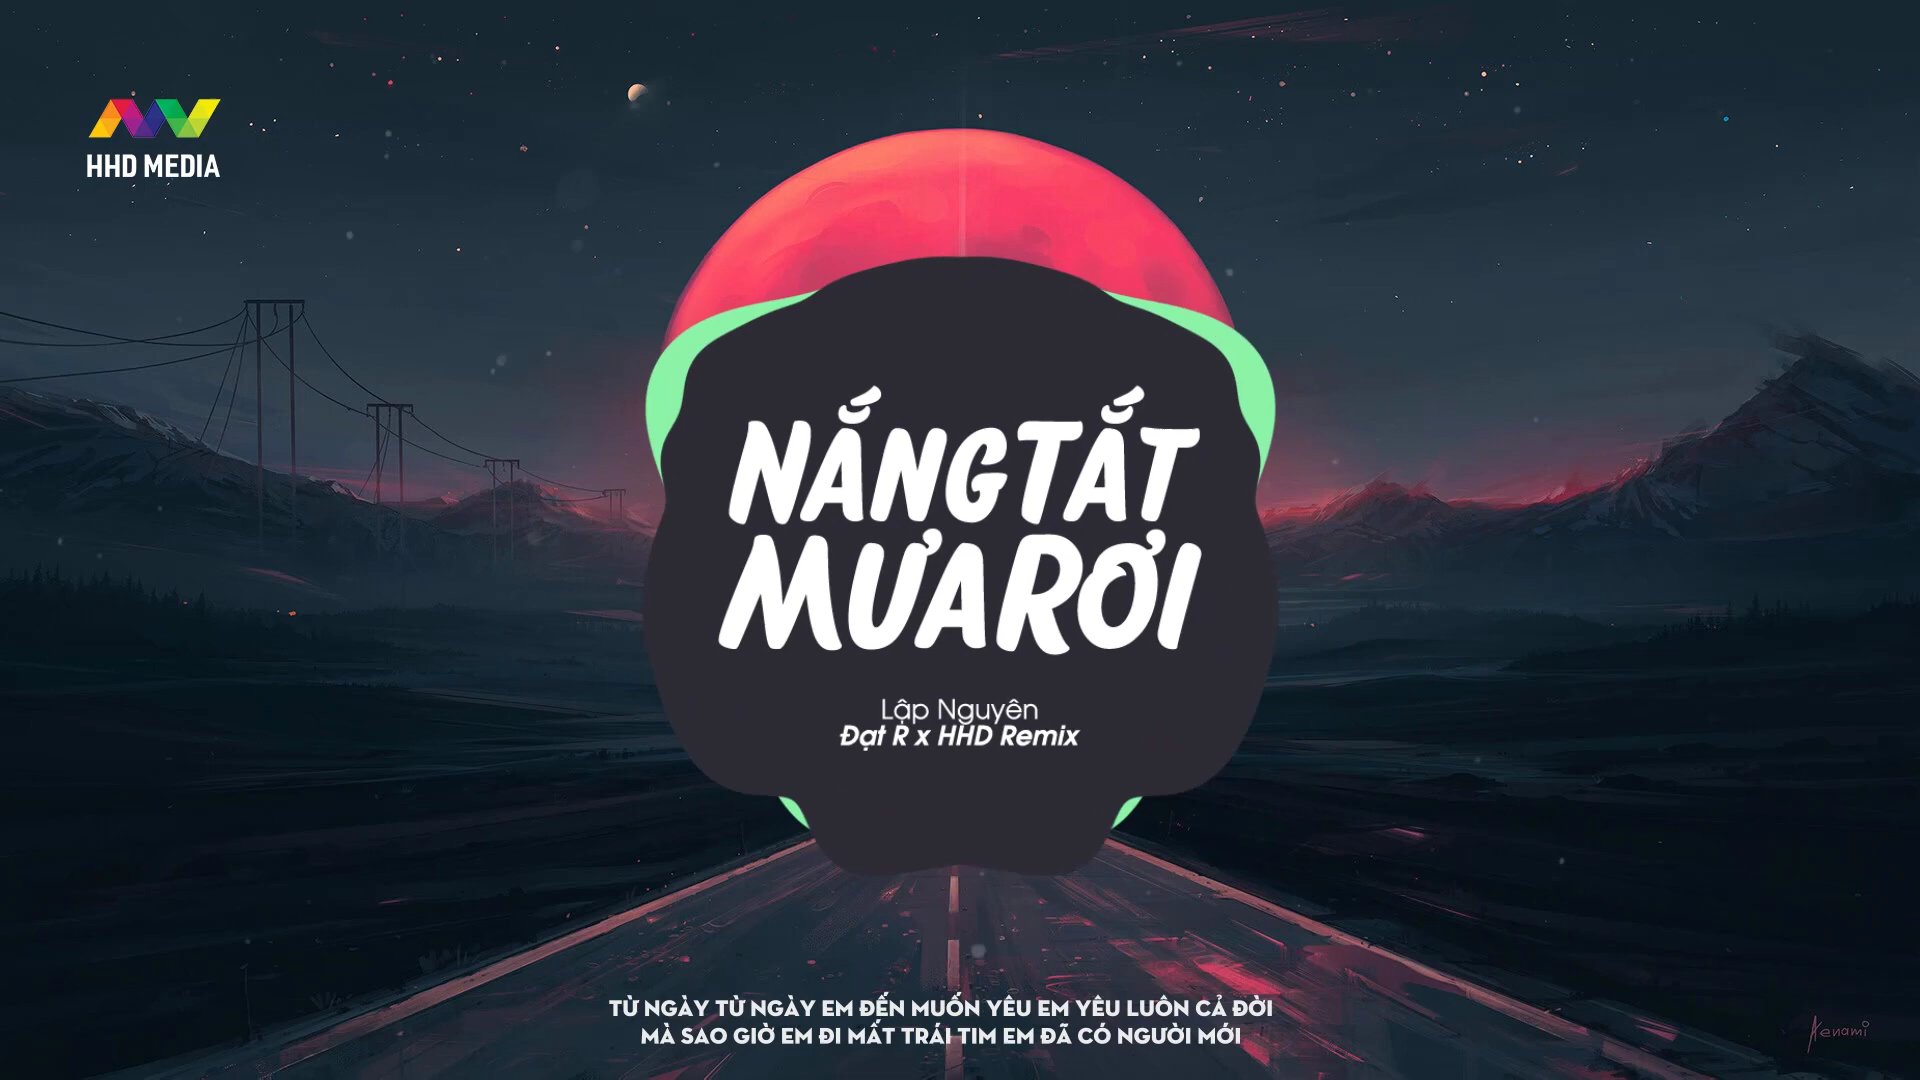 HHD MEDIA
NẮNG TẮT
MƯA RƠI
Lập Nguyên
Đạt R x HHD Remix
TỪ NGÀY TỪ NGÀY EM ĐẾN MUỐN YÊU EM YÊU LUÔN CẢ ĐỜI
MÀ SAO GIỜ EM ĐI MẤT TRÁI TIM EM ĐÃ CÓ NGƯỜI MỚI
Aenami